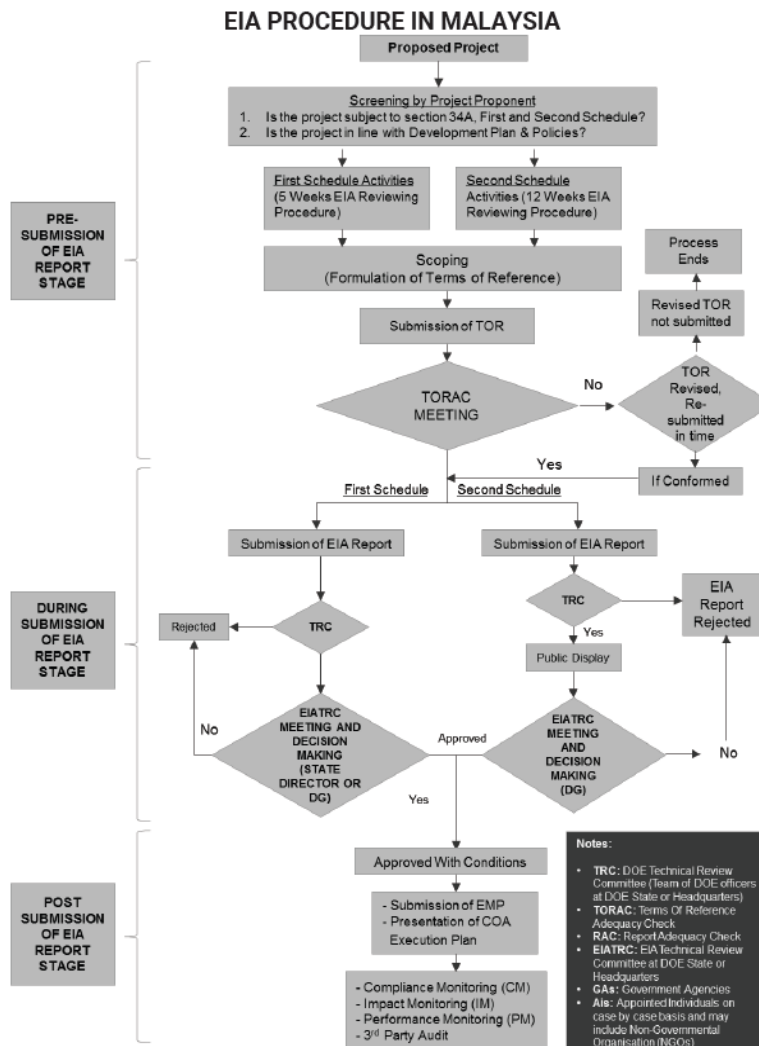 EIA PROCEDURE IN MALAYSIA
Proposed Project
Screening by Project Proponent
1. Is the project subject to section 34A, First and Second Schedule?
2. Is the project in line with Development Plan & Policies?
First Schedule Activities
(5 Weeks EIA Reviewing
Procedure)
Second Schedule
Activities (12 Weeks EIA
Reviewing Procedure)
PRE-
SUBMISSION
OF EIA
REPORT
STAGE
Scoping
(Formulation of Terms of Reference)
Submission of TOR
TORAC
MEETING
No
TOR
Revised,
Re-
submitted
in time
Revised TOR
not submitted
Process
Ends
If Conformed
Yes
First Schedule
Second Schedule
DURING
SUBMISSION
OF EIA
REPORT
STAGE
Submission of EIA Report
TRC
Rejected
EIATRC
MEETING AND
DECISION
MAKING
(STATE
DIRECTOR OR
DG)
No
Submission of EIA Report
TRC
Yes
Public Display
EIA
Report
Rejected
EIATRC
MEETING
AND
DECISION
MAKING
(DG)
No
Approved
Yes
POST
SUBMISSION
OF EIA
REPORT
STAGE
Approved With Conditions
- Submission of EMP
- Presentation of COA
Execution Plan
- Compliance Monitoring (CM)
- Impact Monitoring (IM)
- Performance Monitoring (PM)
- 3rd Party Audit
Notes:
• TRC: DOE Technical Review
Committee (Team of DOE officers
at DOE State or Headquarters)
• TORAC: Terms Of Reference
Adequacy Check
• RAC: Report Adequacy Check
• EIATRC: EIA Technical Review
Committee at DOE State or
Headquarters
• GAs: Government Agencies
• Ais: Appointed Individuals on
case by case basis and may
include Non-Governmental
Organisation (NGOs)